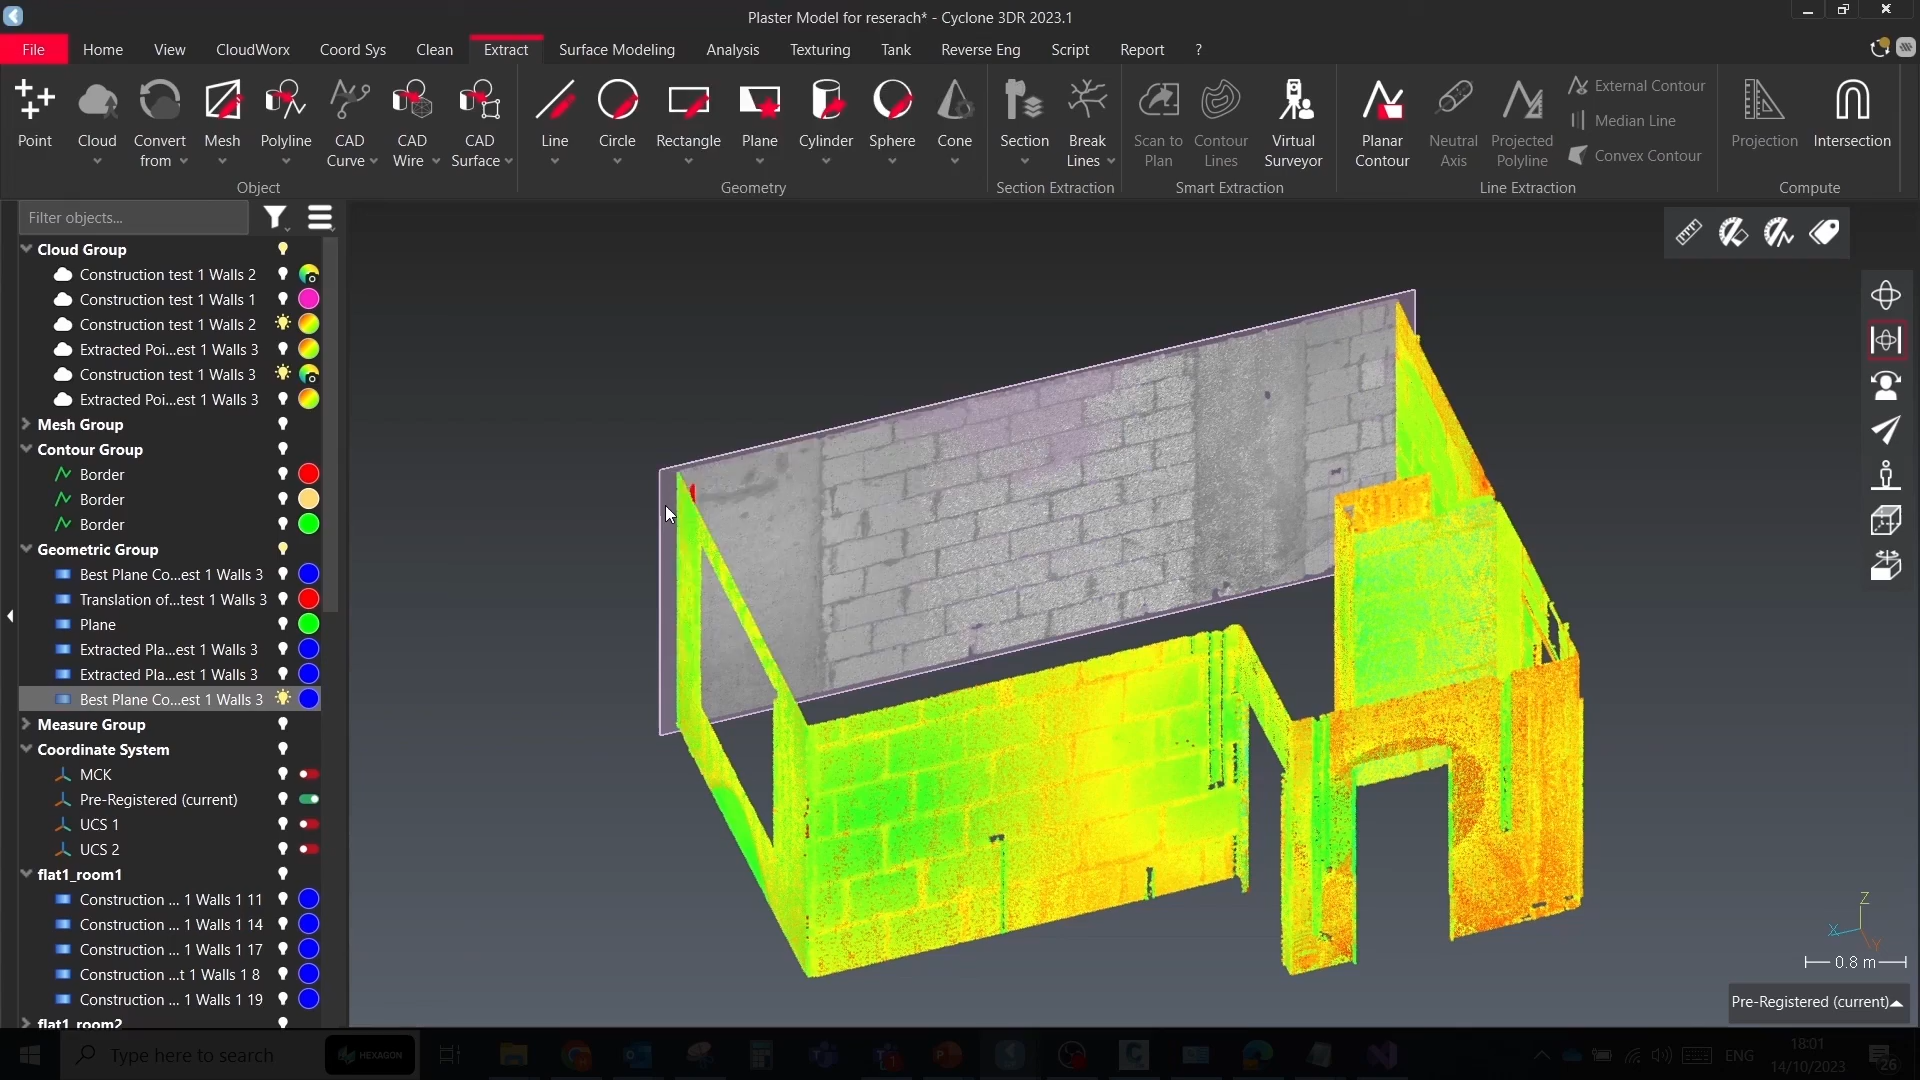 Plaster Model for reserach* - Cyclone 3DR 2023.1
File Home View CloudWorx Coord Sys Clean Extract Surface Modeling Analysis Texturing Tank Reverse Eng Script Report ?
Point Cloud Convert from Mesh Polyline CAD Curve CAD Wire CAD Surface Line Circle Rectangle Plane Cylinder Sphere Cone Section Break Lines Scan to Plan Contour Lines Virtual Surveyor Planar Contour Neutral Axis Projected Polyline External Contour Median Line Convex Contour Projection Intersection
Object Geometry Section Extraction Smart Extraction Line Extraction Compute
Filter objects...
Cloud Group
Construction test 1 Walls 2
Construction test 1 Walls 1
Construction test 1 Walls 2
Extracted Poi...est 1 Walls 3
Construction test 1 Walls 3
Extracted Poi...est 1 Walls 3
Mesh Group
Contour Group
Border
Border
Border
Geometric Group
Best Plane Co...est 1 Walls 3
Translation of...test 1 Walls 3
Plane
Extracted Pla...est 1 Walls 3
Extracted Pla...est 1 Walls 3
Best Plane Co...est 1 Walls 3
Measure Group
Coordinate System
MCK
Pre-Registered (current)
UCS 1
UCS 2
flat1_room1
Construction ... 1 Walls 1 11
Construction ... 1 Walls 1 14
Construction ... 1 Walls 1 17
Construction ...t 1 Walls 1 8
Construction ... 1 Walls 1 19
flat1_room2
Z
X
Y
0.8 m
Pre-Registered (current)
Type here to search
HEXAGON
ENG
18:01
14/10/2023
26